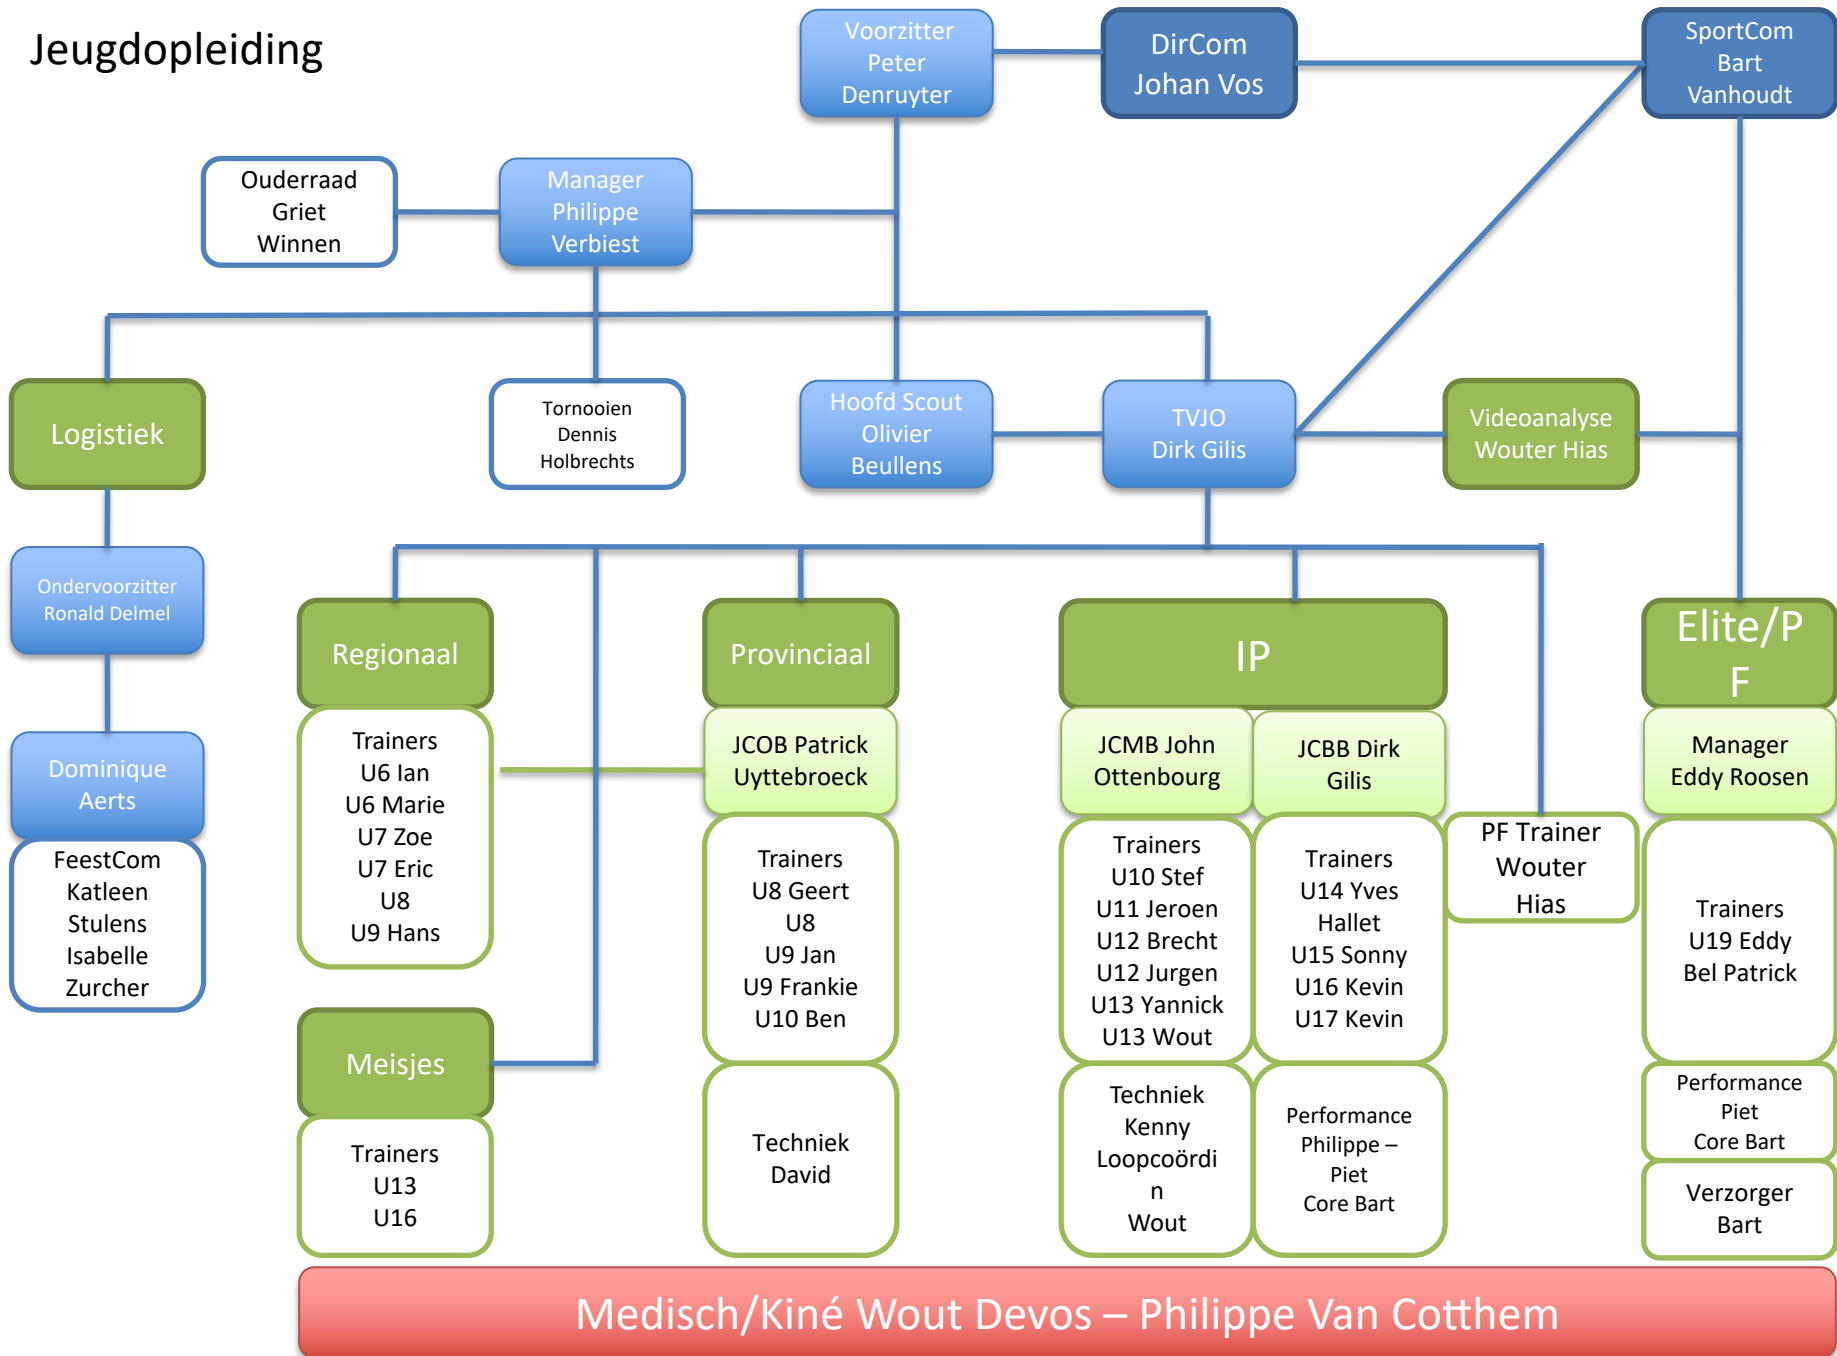 Jeugdopleiding
Voorzitter
Peter
Denruyter
DirCom
Johan Vos
SportCom
Bart
Vanhoudt
Ouderraad
Griet
Winnen
Manager
Philippe
Verbiest
Logistiek
Tornooien
Dennis
Holbrechts
Hoofd Scout
Olivier
Beullens
TVJO
Dirk Gilis
Videoanalyse
Wouter Hias
Ondervoorzitter
Ronald Delmel
Dominique
Aerts
FeestCom
Katleen
Stulens
Isabelle
Zurcher
Regionaal
Trainers
U6 Ian
U6 Marie
U7 Zoe
U7 Eric
U8
U9 Hans
Meisjes
Trainers
U13
U16
Provinciaal
JCOB Patrick
Uyttebroeck
Trainers
U8 Geert
U8
U9 Jan
U9 Frankie
U10 Ben
Techniek
David
IP
JCMB John
Ottenbourg
Trainers
U10 Stef
U11 Jeroen
U12 Brecht
U12 Jurgen
U13 Yannick
U13 Wout
Techniek
Kenny
Loopcoördi
n
Wout
JCBB Dirk
Gilis
Trainers
U14 Yves
Hallet
U15 Sonny
U16 Kevin
U17 Kevin
Performance
Philippe –
Piet
Core Bart
PF Trainer
Wouter
Hias
Elite/P
F
Manager
Eddy Roosen
Trainers
U19 Eddy
Bel Patrick
Performance
Piet
Core Bart
Verzorger
Bart
Medisch/Kiné Wout Devos – Philippe Van Cotthem